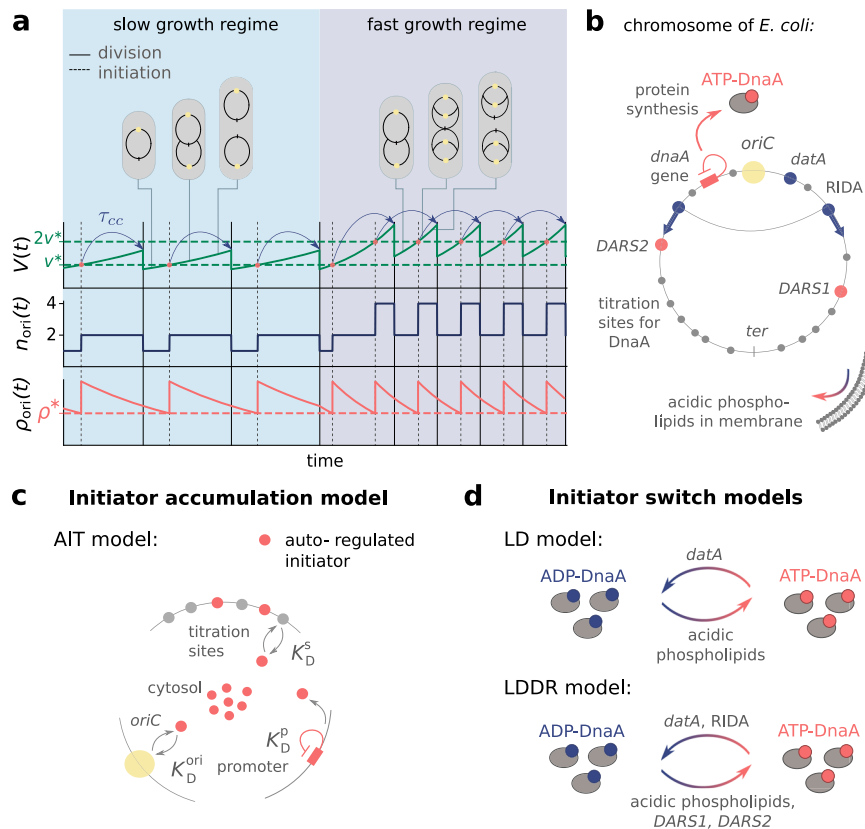 a
slow growth regime
fast growth regime
division
initiation
τcc
2v*
v*
V(t)
4
2
nori(t)
ρ*
ρori(t)
time
b
chromosome of E. coli:
ATP-DnaA
protein
synthesis
oriC
dnaA
gene
datA
RIDA
DARS2
DARS1
titration
sites for
DnaA
ter
acidic phospho-
lipids in membrane
c
Initiator accumulation model
AIT model:
auto- regulated
initiator
titration
sites
K_D^s
cytosol
oriC
K_D^ori
K_D^p
promoter
d
Initiator switch models
LD model:
datA
ADP-DnaA
ATP-DnaA
acidic
phospholipids
LDDR model:
datA, RIDA
ADP-DnaA
ATP-DnaA
acidic phospholipids,
DARS1, DARS2